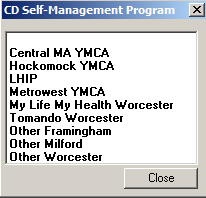 CD Self-Management Program
Central MA YMCA
Hockomock YMCA
LHIP
Metrowest YMCA
My Life My Health Worcester
Tomando Worcester
Other Framingham
Other Milford
Other Worcester
Close